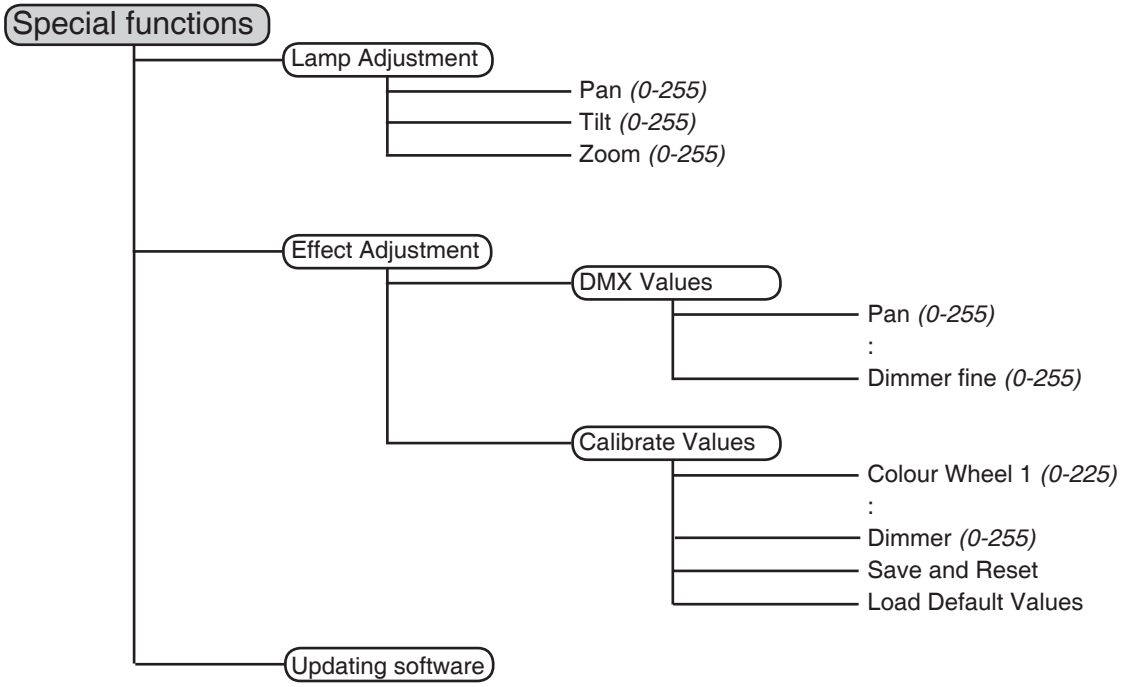 Special functions
Lamp Adjustment
Pan (0-255)
Tilt (0-255)
Zoom (0-255)
Effect Adjustment
DMX Values
Pan (0-255)
:
Dimmer fine (0-255)
Calibrate Values
Colour Wheel 1 (0-225)
:
Dimmer (0-255)
Save and Reset
Load Default Values
Updating software